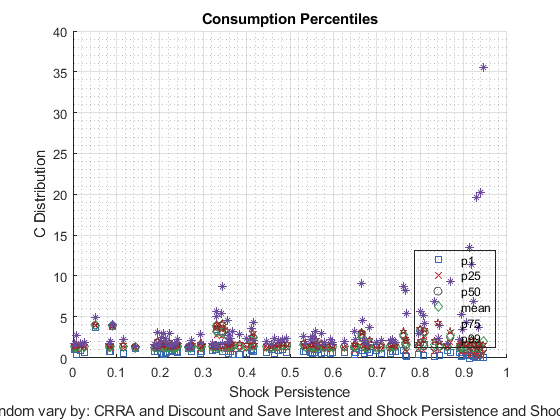 Consumption Percentiles
40
35
30
25
20
15
10
5
0
C Distribution
p1
p25
p50
mean
p75
p99
0 0.1 0.2 0.3 0.4 0.5 0.6 0.7 0.8 0.9 1
Shock Persistence
ndom vary by: CRRA and Discount and Save Interest and Shock Persistence and Shoc